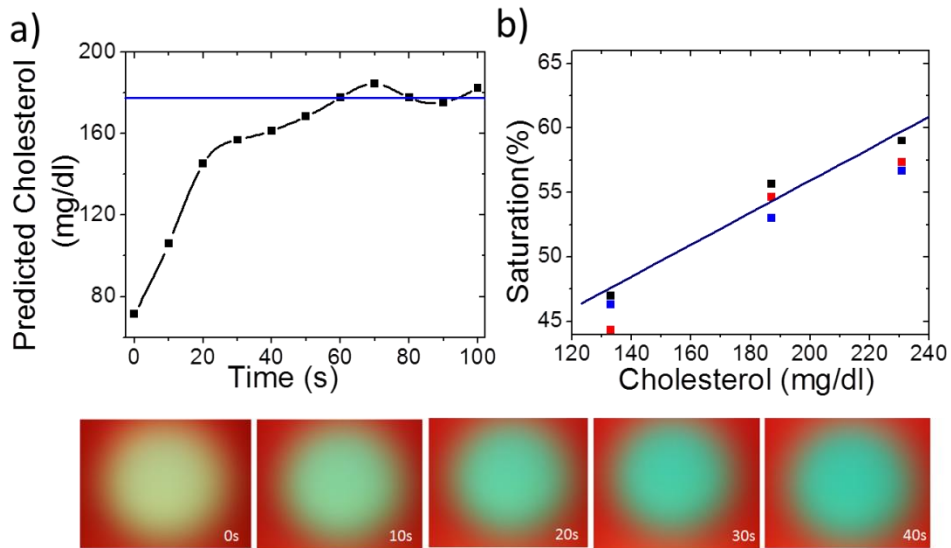 a)
200
160
120
80
Predicted Cholesterol
(mg/dl)
0 20 40 60 80 100
Time (s)
b)
65
60
55
50
45
Saturation(%)
120 140 160 180 200 220 240
Cholesterol (mg/dl)
0s
10s
20s
30s
40s